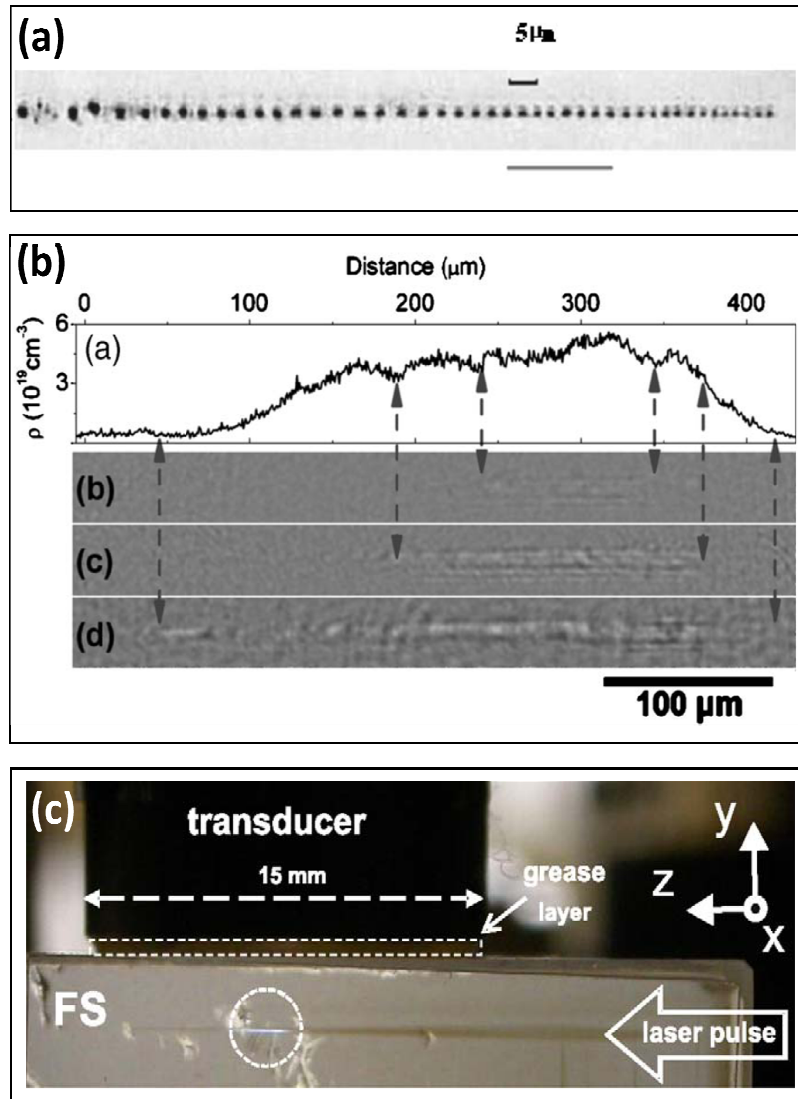 (a)
5µm
(b)
Distance (µm)
0 100 200 300 400
6
3
ρ (10¹⁹cm⁻³)
(a)
(b)
(c)
(d)
100 µm
(c)
transducer
15 mm
grease
layer
y
z
x
FS
laser pulse